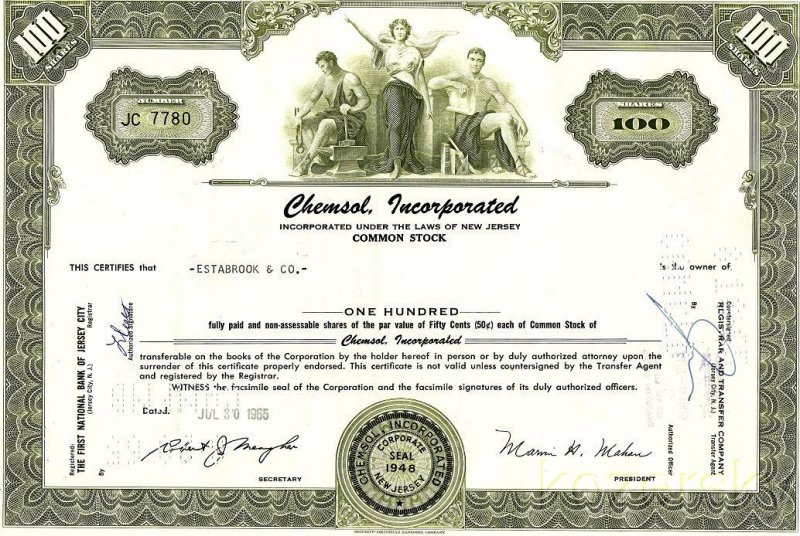 100
SHARES
100
SHARES
NUMBER
JC 7780
SHARES
100
Chemsol, Incorporated
INCORPORATED UNDER THE LAWS OF NEW JERSEY
COMMON STOCK
THIS CERTIFIES that -ESTABROOK & CO.- is the owner of
ONE HUNDRED
fully paid and non-assessable shares of the par value of Fifty Cents (50¢) each of Common Stock of
Chemsol, Incorporated
transferable on the books of the Corporation by the holder hereof in person or by duly authorized attorney upon the
surrender of this certificate properly endorsed. This certificate is not valid unless countersigned by the Transfer Agent
and registered by the Registrar.
WITNESS the facsimile seal of the Corporation and the facsimile signatures of its duly authorized officers.
Dated: JUL 30 1965
SECRETARY
CHEMSOL, INCORPORATED
CORPORATE
SEAL
1948
NEW JERSEY
PRESIDENT
Registered:
THE FIRST NATIONAL BANK OF JERSEY CITY
(Jersey City, N. J.)
Registrar
By
Authorized Signature
Countersigned
REGISTRAR AND TRANSFER COMPANY
(Jersey City, N. J.)
Transfer Agent
By
Authorized Officer